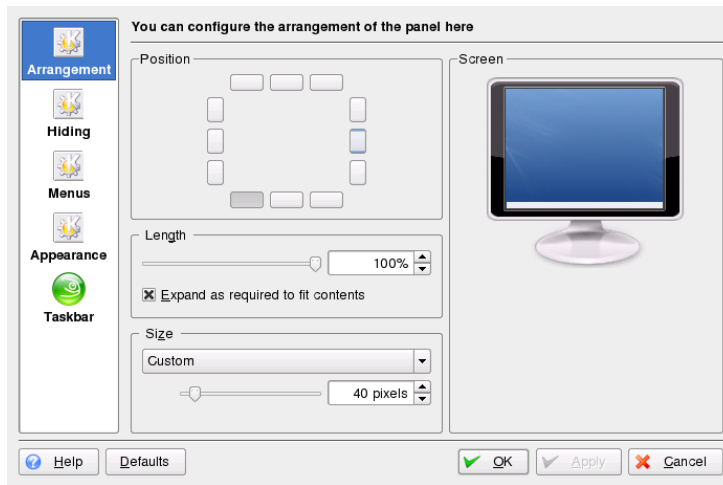 You can configure the arrangement of the panel here
Arrangement
Hiding
Menus
Appearance
Taskbar
Position
Screen
Length
100%
Expand as required to fit contents
Size
Custom
40 pixels
Help
Defaults
OK
Apply
Cancel